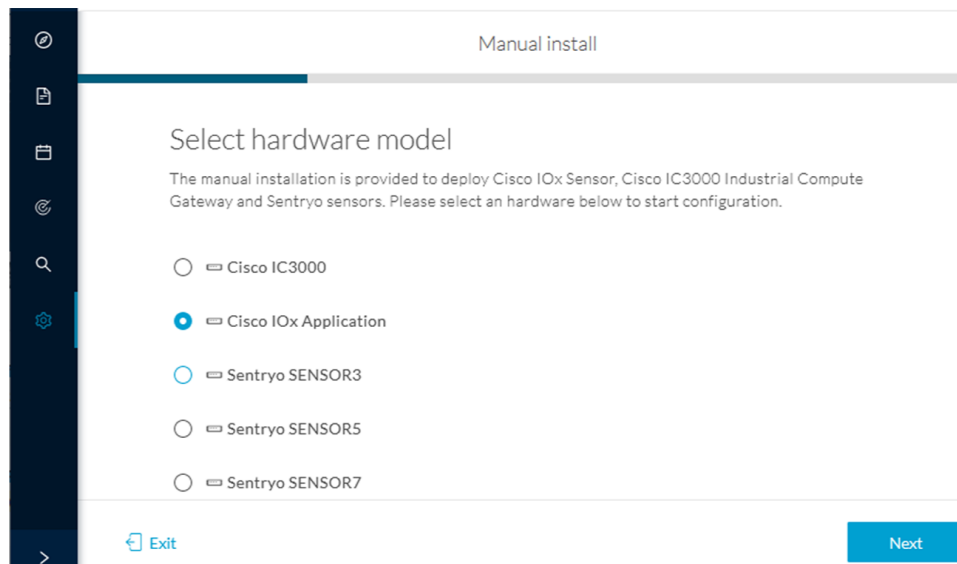 Manual install
Select hardware model
The manual installation is provided to deploy Cisco IOx Sensor, Cisco IC3000 Industrial Compute
Gateway and Sentryo sensors. Please select an hardware below to start configuration.
Cisco IC3000
Cisco IOx Application
Sentryo SENSOR3
Sentryo SENSOR5
Sentryo SENSOR7
Exit
Next